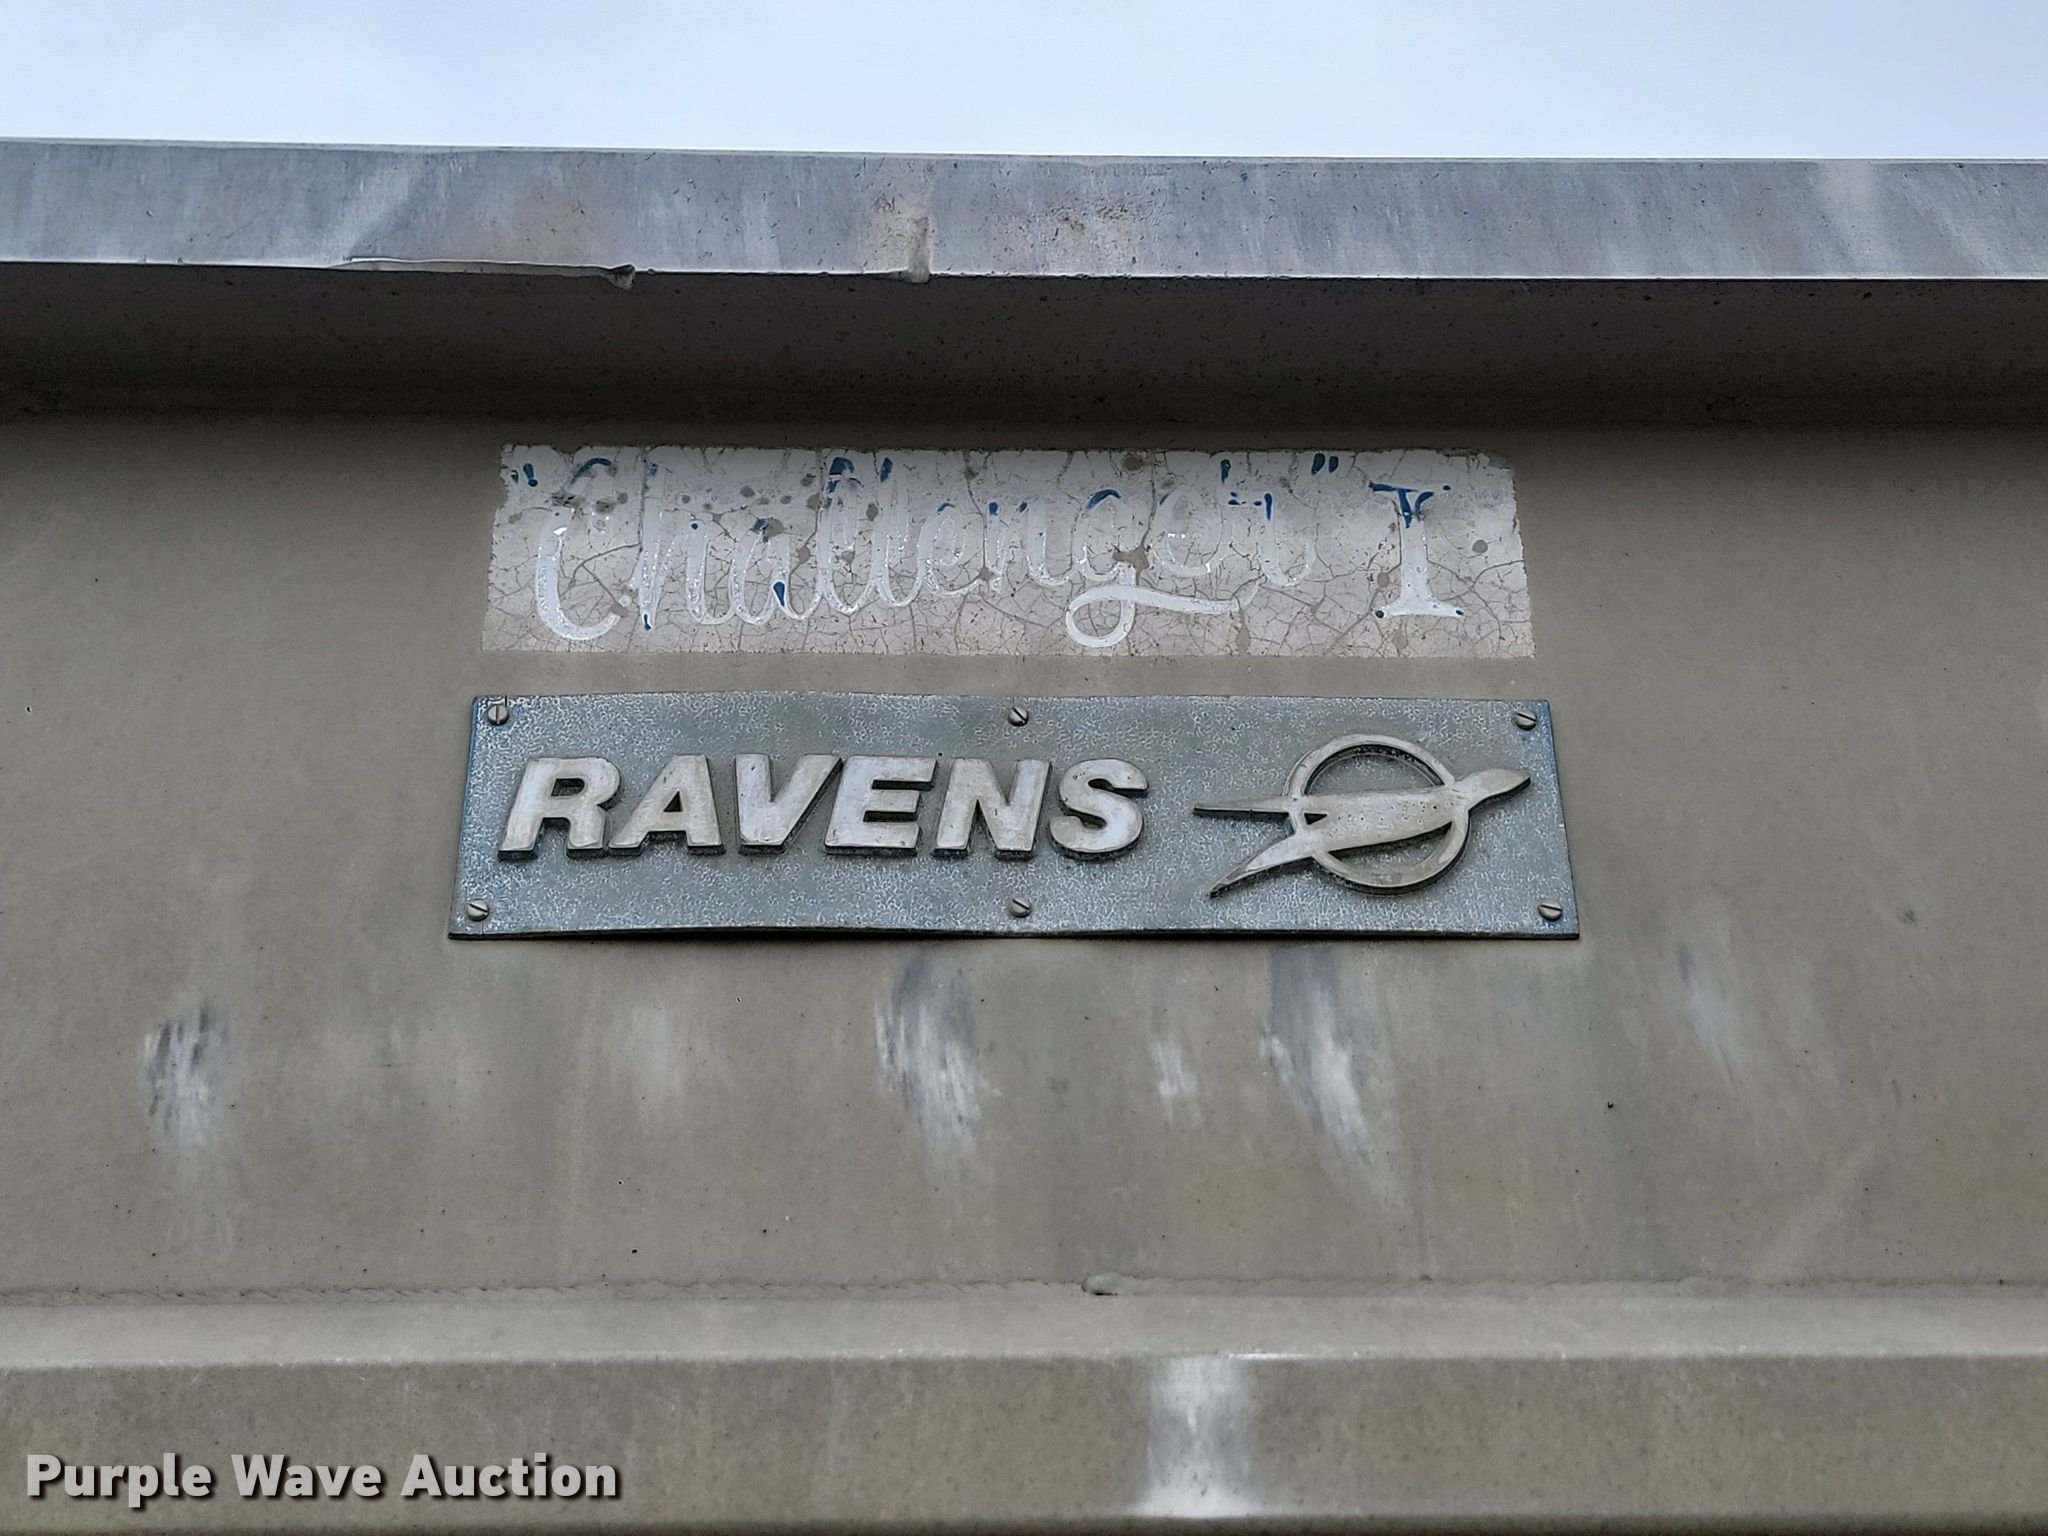 "Challenger" I
RAVENS
Purple Wave Auction